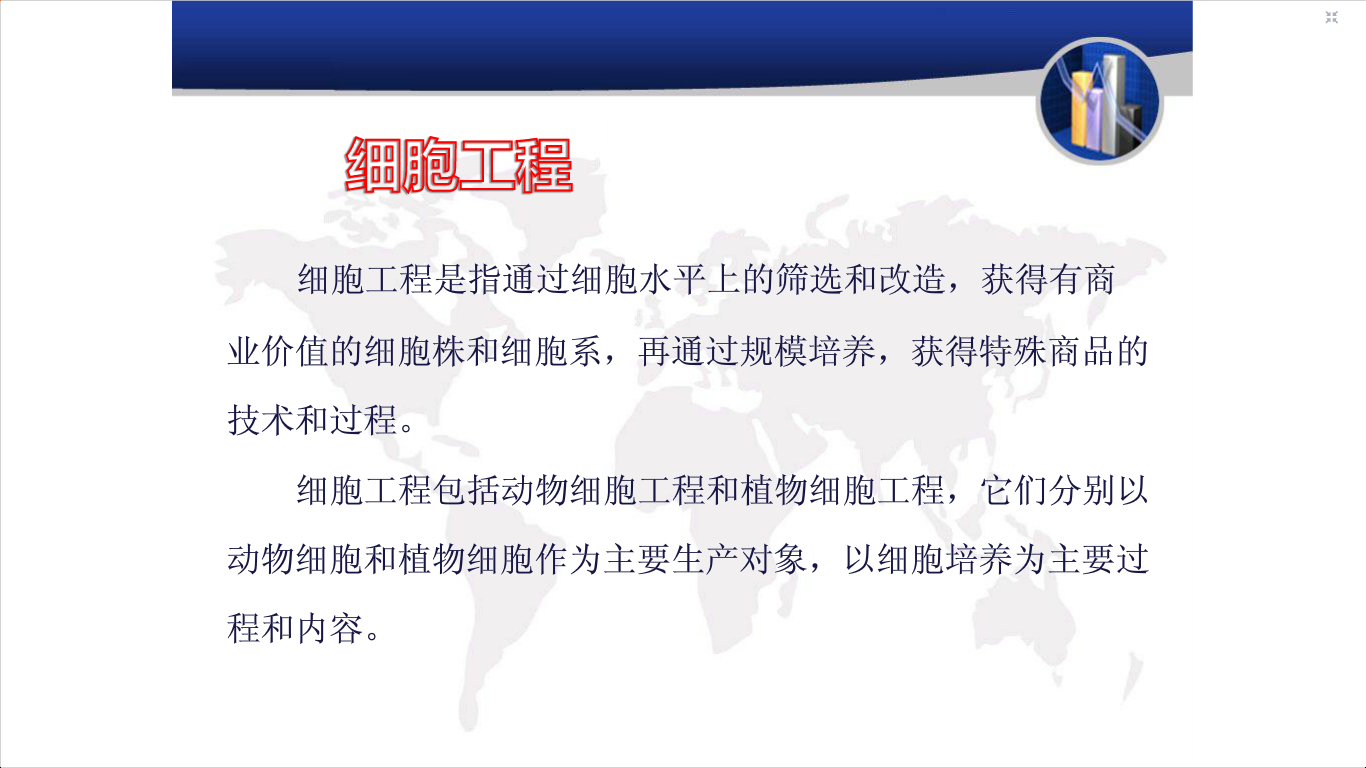 细胞工程
细胞工程是指通过细胞水平上的筛选和改造，获得有商
业价值的细胞株和细胞系，再通过规模培养，获得特殊商品的
技术和过程。
细胞工程包括动物细胞工程和植物细胞工程，它们分别以
动物细胞和植物细胞作为主要生产对象，以细胞培养为主要过
程和内容。